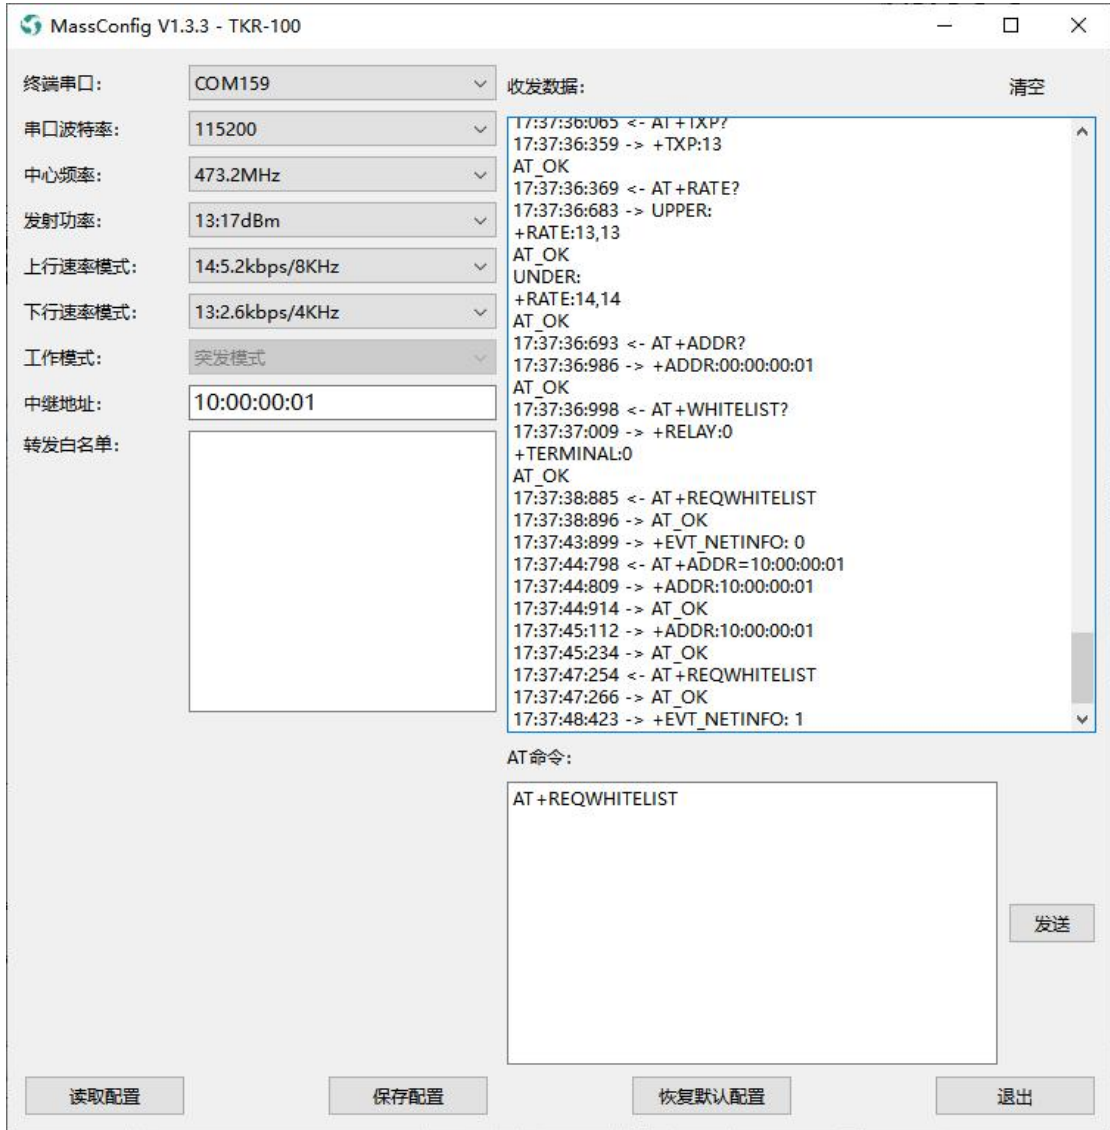 MassConfig V1.3.3 - TKR-100
终端串口:
COM159
串口波特率:
115200
中心频率:
473.2MHz
发射功率:
13:17dBm
上行速率模式:
14:5.2kbps/8KHz
下行速率模式:
13:2.6kbps/4KHz
工作模式:
突发模式
中继地址:
10:00:00:01
转发白名单:
收发数据:
清空
17:37:36:065 <- AT+TXP?
17:37:36:359 -> +TXP:13
AT_OK
17:37:36:369 <- AT+RATE?
17:37:36:683 -> UPPER:
+RATE:13,13
AT_OK
UNDER:
+RATE:14,14
AT_OK
17:37:36:693 <- AT+ADDR?
17:37:36:986 -> +ADDR:00:00:00:01
AT_OK
17:37:36:998 <- AT+WHITELIST?
17:37:37:009 -> +RELAY:0
+TERMINAL:0
AT_OK
17:37:38:885 <- AT+REQWHITELIST
17:37:38:896 -> AT_OK
17:37:43:899 -> +EVT_NETINFO: 0
17:37:44:798 <- AT+ADDR=10:00:00:01
17:37:44:809 -> +ADDR:10:00:00:01
17:37:44:914 -> AT_OK
17:37:45:112 -> +ADDR:10:00:00:01
17:37:45:234 -> AT_OK
17:37:47:254 <- AT+REQWHITELIST
17:37:47:266 -> AT_OK
17:37:48:423 -> +EVT_NETINFO: 1
AT命令:
AT+REQWHITELIST
发送
读取配置
保存配置
恢复默认配置
退出